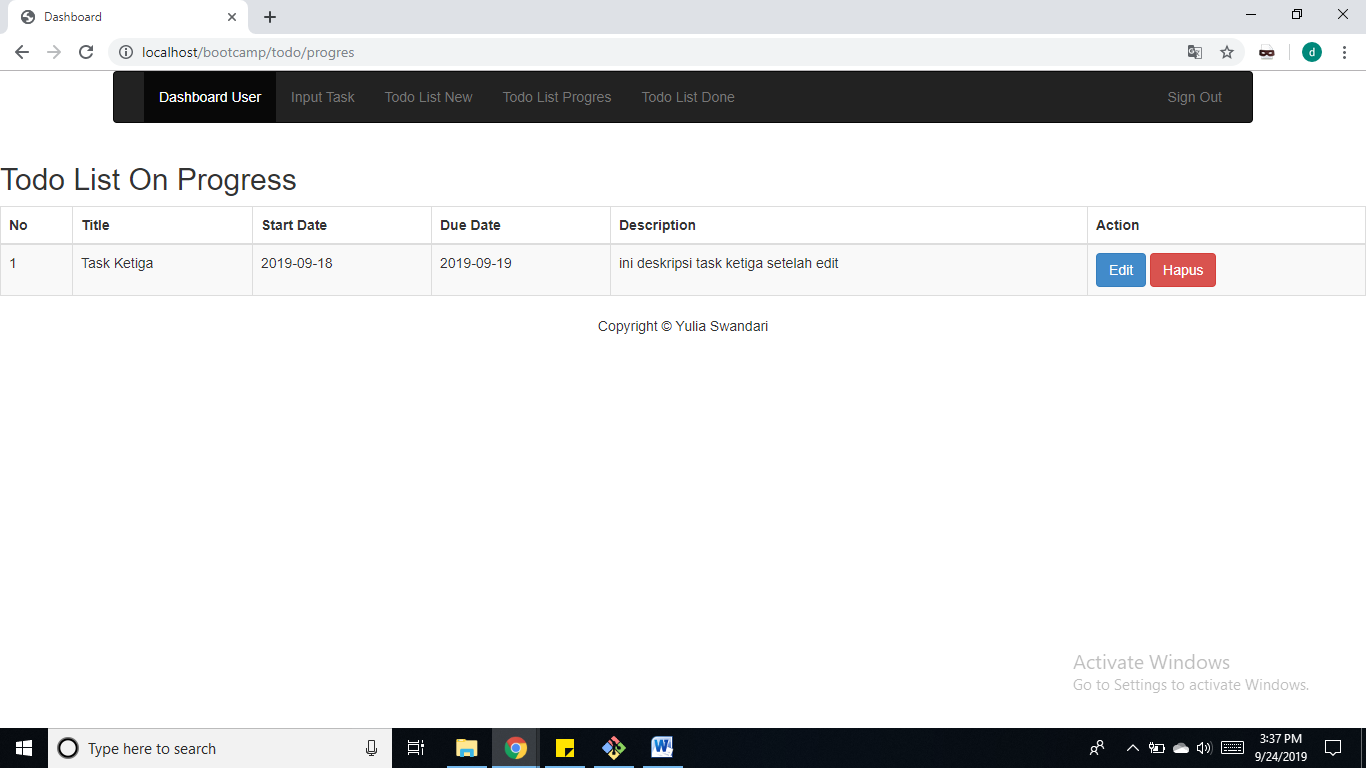 Dashboard
localhost/bootcamp/todo/progres
d
Dashboard User Input Task Todo List New Todo List Progres Todo List Done Sign Out
Todo List On Progress
No Title Start Date Due Date Description Action
1 Task Ketiga 2019-09-18 2019-09-19 ini deskripsi task ketiga setelah edit Edit Hapus
Copyright © Yulia Swandari
Activate Windows
Go to Settings to activate Windows.
Type here to search
3:37 PM
9/24/2019